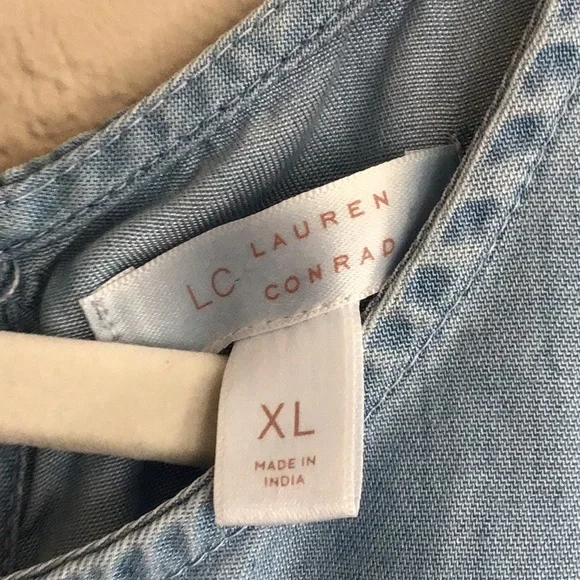 LC LAUREN
CONRAD
XL
MADE IN
INDIA